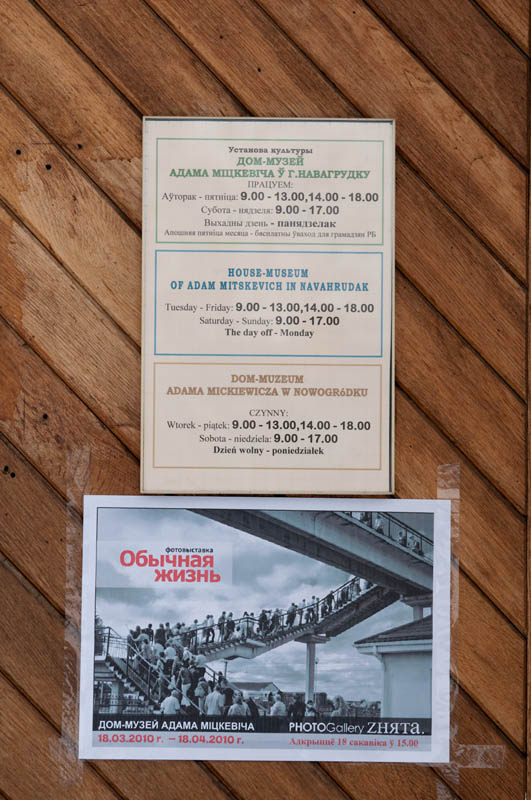 Установа культуры
ДОМ-МУЗЕЙ
АДАМА МІЦКЕВІЧА Ў Г.НАВАГРУДКУ
ПРАЦУЕМ:
Аўторак - пятніца: 9.00 - 13.00,14.00 - 18.00
Субота - нядзеля: 9.00 - 17.00
Выхадны дзень - панядзелак
Апошняя пятніца месяца - бясплатны ўваход для грамадзян РБ
HOUSE-MUSEUM
OF ADAM MITSKEVICH IN NAVAHRUDAK
Tuesday - Friday: 9.00 - 13.00,14.00 - 18.00
Saturday - Sunday: 9.00 - 17.00
The day off - Monday
DOM-MUZEUM
ADAMA MICKIEWICZA W NOWOGRóDKU
CZYNNY:
Wtorek - piątek: 9.00 - 13.00,14.00 - 18.00
Sobota - niedziela: 9.00 - 17.00
Dzień wolny - poniedziałek
фотовыставка
Обычная
жизнь
ДОМ-МУЗЕЙ АДАМА МІЦКЕВІЧА
PHOTOGallery ZНЯТА.
18.03.2010 г. – 18.04.2010 г.
Адкрыццё 18 сакавіка ў 15.00